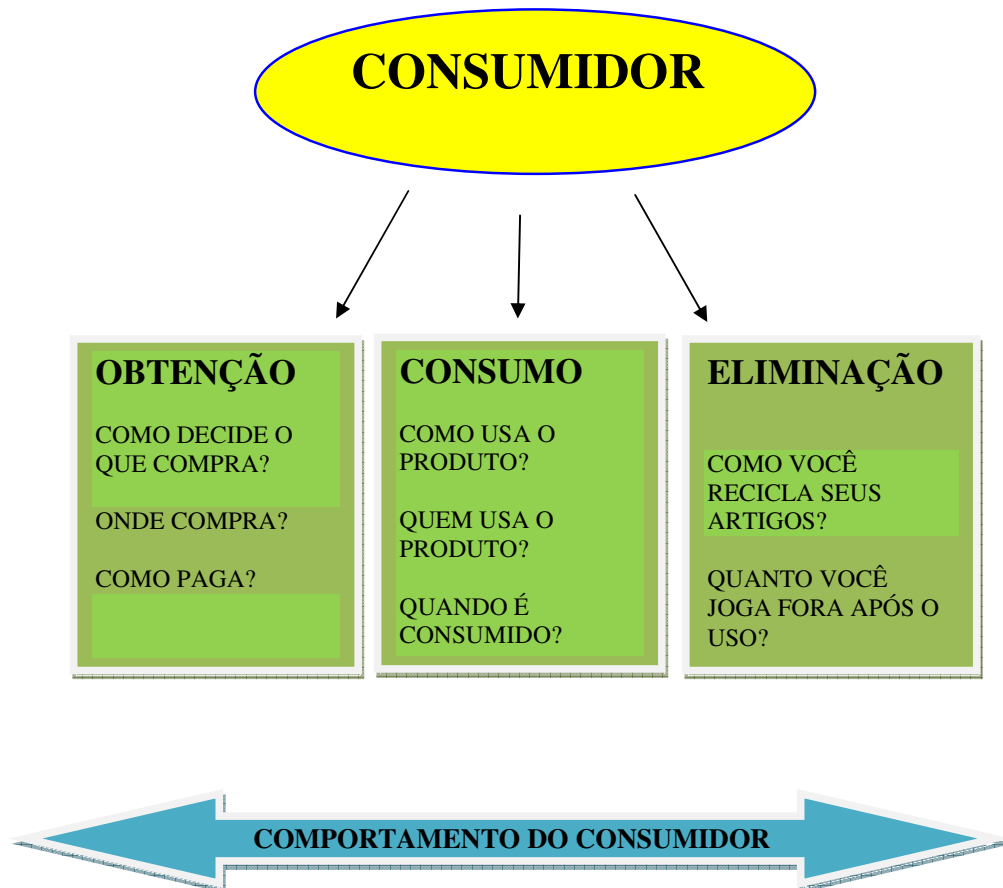 CONSUMIDOR
OBTENÇÃO
COMO DECIDE O
QUE COMPRA?
ONDE COMPRA?
COMO PAGA?
CONSUMO
COMO USA O
PRODUTO?
QUEM USA O
PRODUTO?
QUANDO É
CONSUMIDO?
ELIMINAÇÃO
COMO VOCÊ
RECICLA SEUS
ARTIGOS?
QUANTO VOCÊ
JOGA FORA APÓS O
USO?
COMPORTAMENTO DO CONSUMIDOR